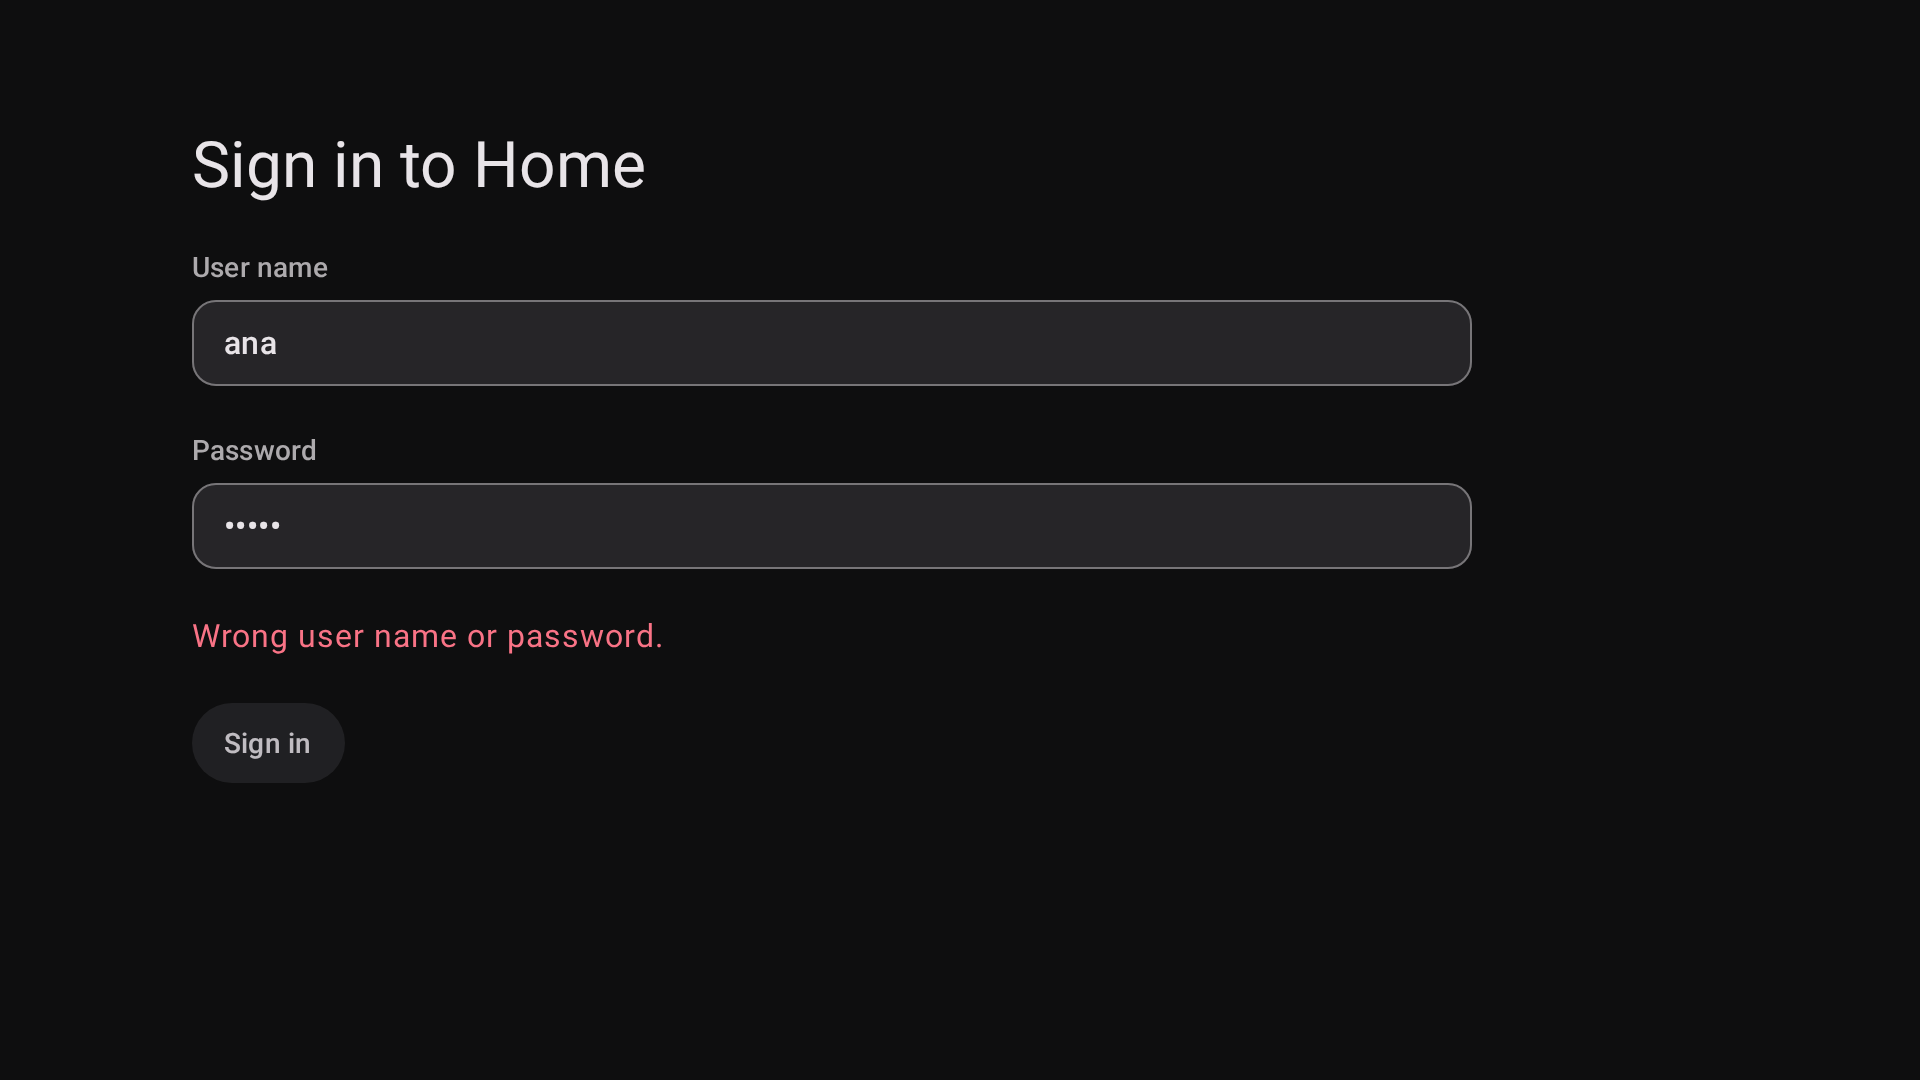 Sign in to Home
User name
ana
Password
•••••
Wrong user name or password.
Sign in